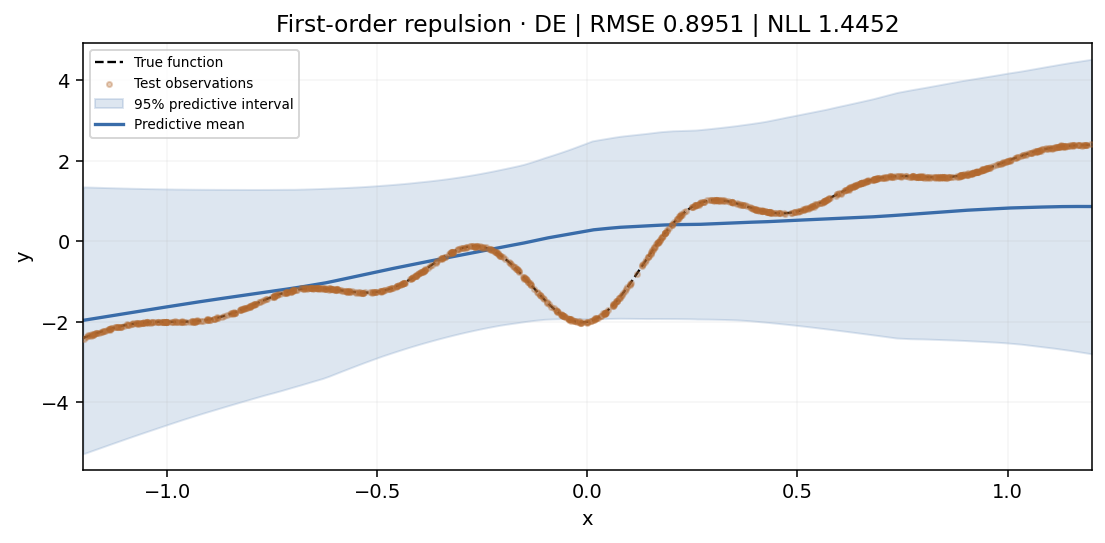 First-order repulsion · DE | RMSE 0.8951 | NLL 1.4452
True function
Test observations
95% predictive interval
Predictive mean
y
4
2
0
−2
−4
−1.0 −0.5 0.0 0.5 1.0
x